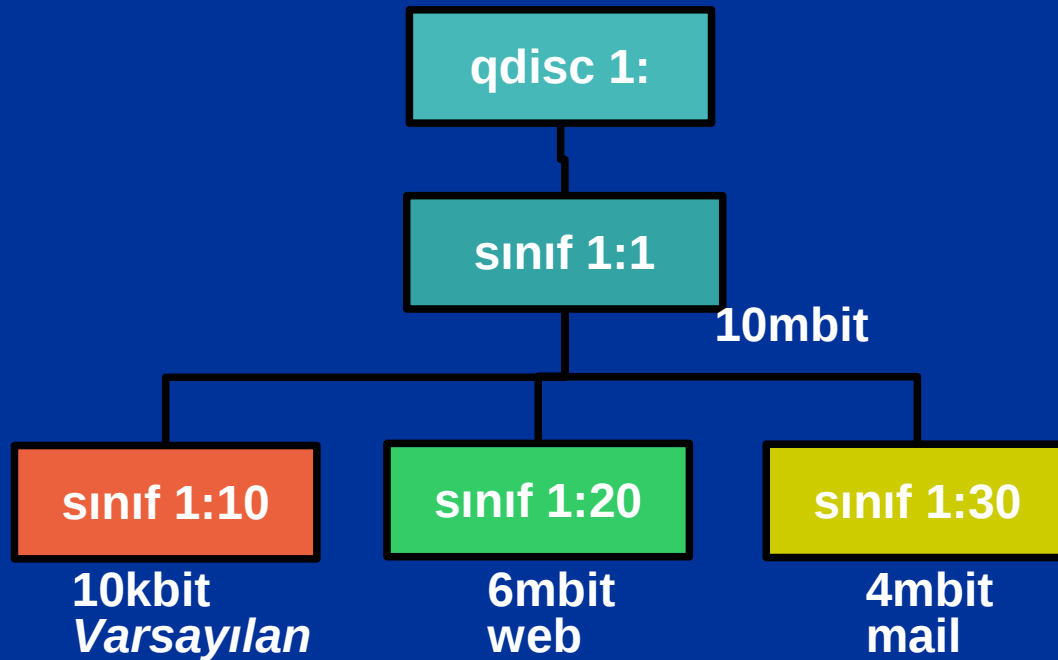 qdisc 1:
sınıf 1:1
10mbit
sınıf 1:10
sınıf 1:20
sınıf 1:30
10kbit
Varsayılan
6mbit
web
4mbit
mail